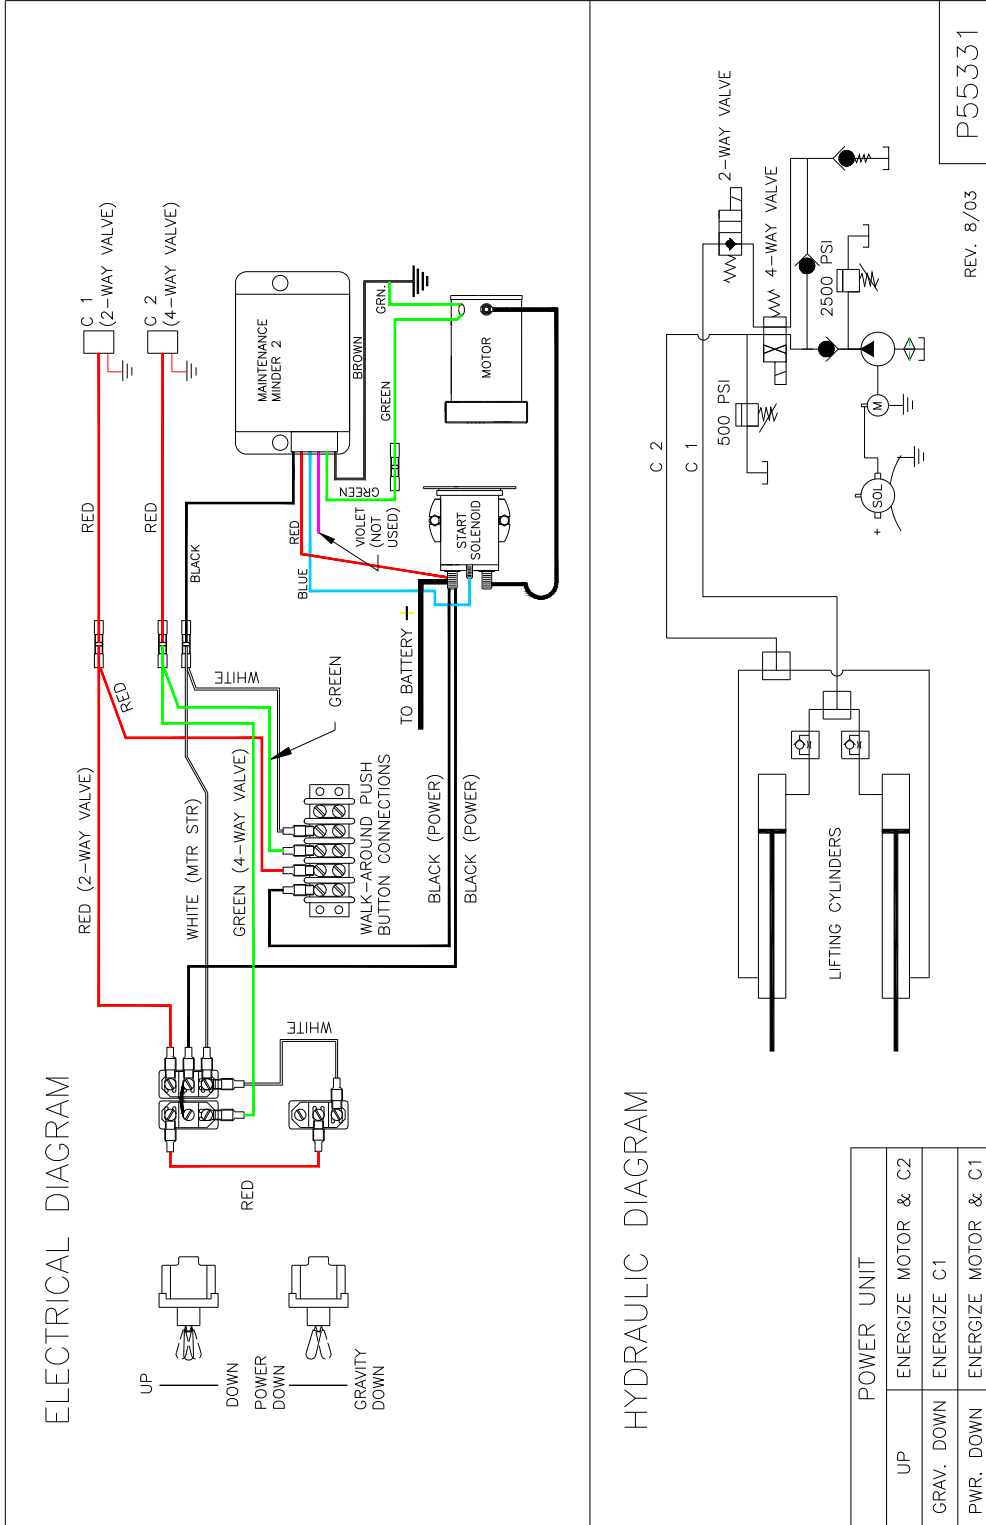 ELECTRICAL DIAGRAM
UP
DOWN
POWER
DOWN
GRAVITY
DOWN
RED
WHITE
RED (2-WAY VALVE)
WHITE (MTR STR)
GREEN (4-WAY VALVE)
RED
WHITE
GREEN
WALK-AROUND PUSH
BUTTON CONNECTIONS
BLACK (POWER)
BLACK (POWER)
TO BATTERY +
RED
RED
BLACK
C 1
(2-WAY VALVE)
C 2
(4-WAY VALVE)
MAINTENANCE
MINDER 2
RED
BLUE
VIOLET
(NOT
USED)
GREEN
BROWN
GREEN
GRN.
START
SOLENOID
MOTOR
HYDRAULIC DIAGRAM
LIFTING CYLINDERS
C 2
C 1
500 PSI
2-WAY VALVE
4-WAY VALVE
2500 PSI
+
SOL
M
POWER UNIT
UP ENERGIZE MOTOR & C2
GRAV. DOWN ENERGIZE C1
PWR. DOWN ENERGIZE MOTOR & C1
REV. 8/03
P55331